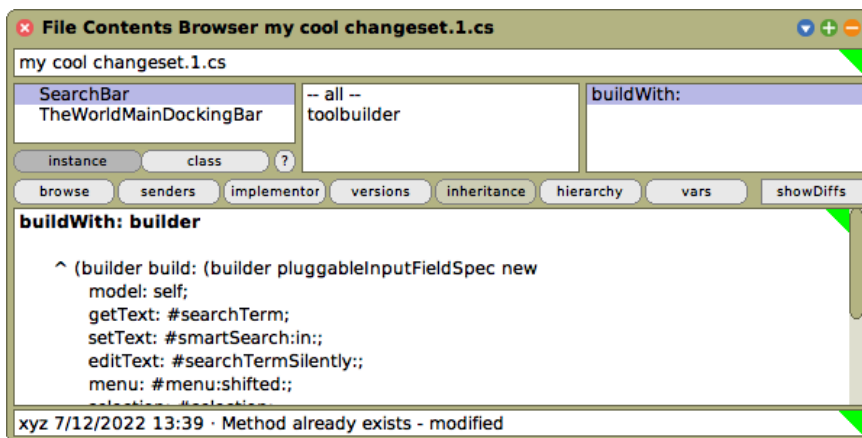 File Contents Browser my cool changeset.1.cs
my cool changeset.1.cs
SearchBar
TheWorldMainDockingBar
-- all --
toolbuilder
buildWith:
instance class ?
browse senders implementor versions inheritance hierarchy vars showDiffs
buildWith: builder
^ (builder build: (builder pluggableInputFieldSpec new
model: self;
getText: #searchTerm;
setText: #smartSearch:in:;
editText: #searchTermSilently:;
menu: #menu:shifted:;
selection: #selection;
xyz 7/12/2022 13:39 · Method already exists - modified